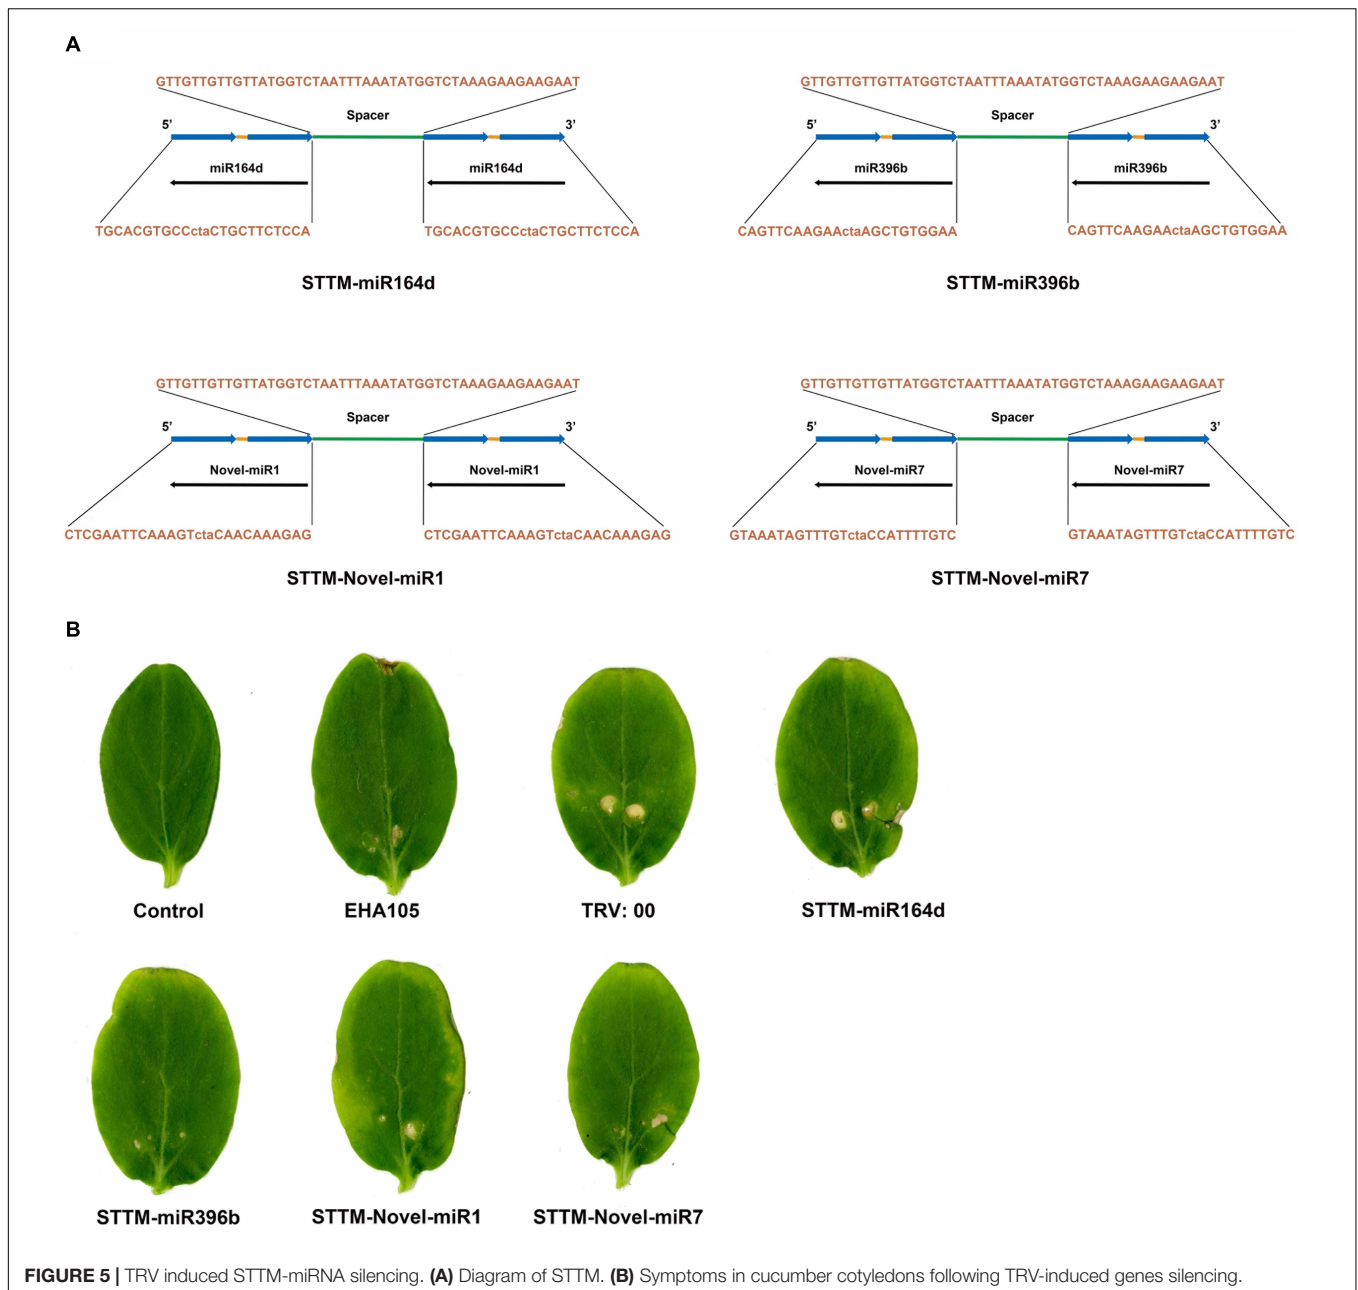 A
GTTGTTGTTGTTATGGTCTAATTTAAATATGGTCTAAAGAAGAAGAAT
Spacer
5’ 3’
miR164d miR164d
TGCACGTGCCctaCTGCTTCTCCA TGCACGTGCCctaCTGCTTCTCCA
STTM-miR164d
GTTGTTGTTGTTATGGTCTAATTTAAATATGGTCTAAAGAAGAAGAAT
Spacer
5’ 3’
miR396b miR396b
CAGTTCAAGAActaAGCTGTGGAA CAGTTCAAGAActaAGCTGTGGAA
STTM-miR396b
GTTGTTGTTGTTATGGTCTAATTTAAATATGGTCTAAAGAAGAAGAAT
Spacer
5’ 3’
Novel-miR1 Novel-miR1
CTCGAATTCAAAGTctaCAACAAAGAG CTCGAATTCAAAGTctaCAACAAAGAG
STTM-Novel-miR1
GTTGTTGTTGTTATGGTCTAATTTAAATATGGTCTAAAGAAGAAGAAT
Spacer
5’ 3’
Novel-miR7 Novel-miR7
GTAAATAGTTTGTctaCCATTTTGTC GTAAATAGTTTGTctaCCATTTTGTC
STTM-Novel-miR7
B
Control EHA105 TRV: 00 STTM-miR164d
STTM-miR396b STTM-Novel-miR1 STTM-Novel-miR7
FIGURE 5 | TRV induced STTM-miRNA silencing. (A) Diagram of STTM. (B) Symptoms in cucumber cotyledons following TRV-induced genes silencing.